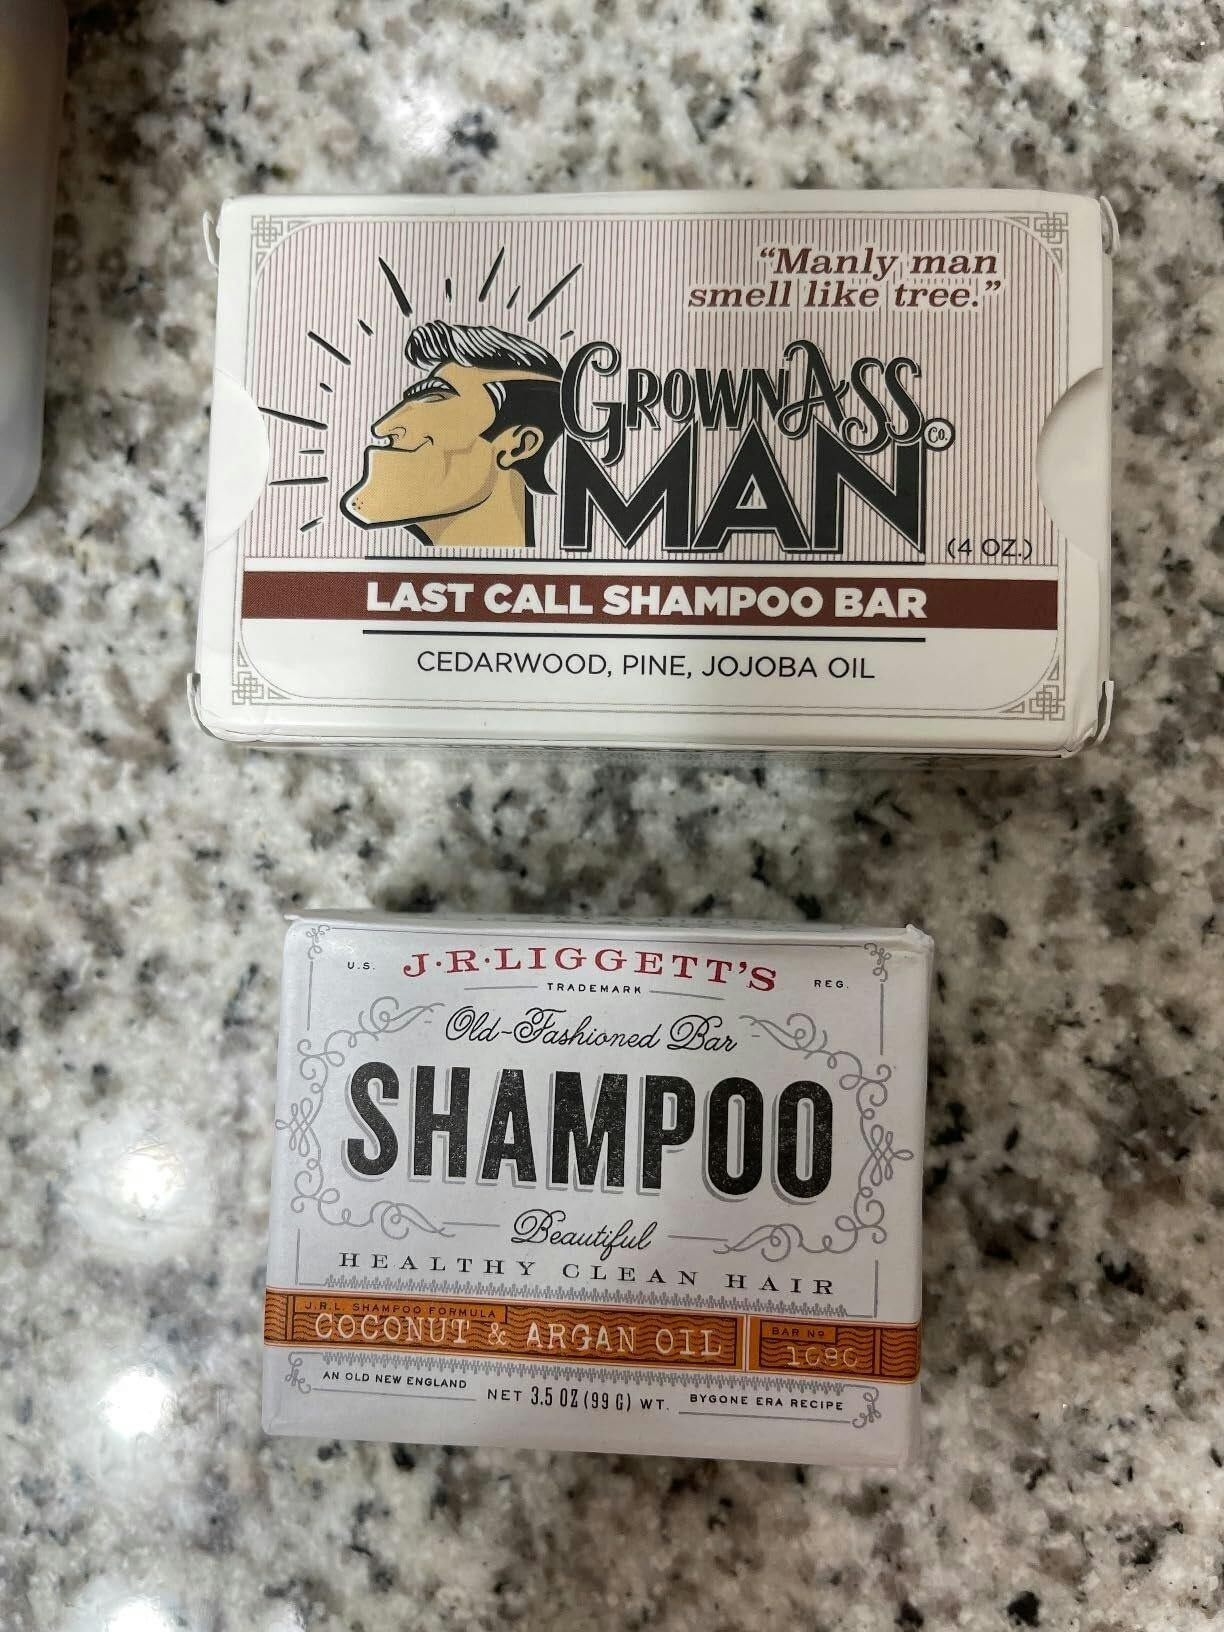 “Manly man
smell like tree.”
GROWN ASS
MAN Co.
(4 OZ.)
LAST CALL SHAMPOO BAR
CEDARWOOD, PINE, JOJOBA OIL
U.S. J·R·LIGGETT’S REG.
TRADEMARK
Old-Fashioned Bar
SHAMPOO
Beautiful
HEALTHY CLEAN HAIR
J.R.L. SHAMPOO FORMULA
COCONUT & ARGAN OIL
BAR Nº
AN OLD NEW ENGLAND NET 3.5 OZ (99 G) WT. BYGONE ERA RECIPE